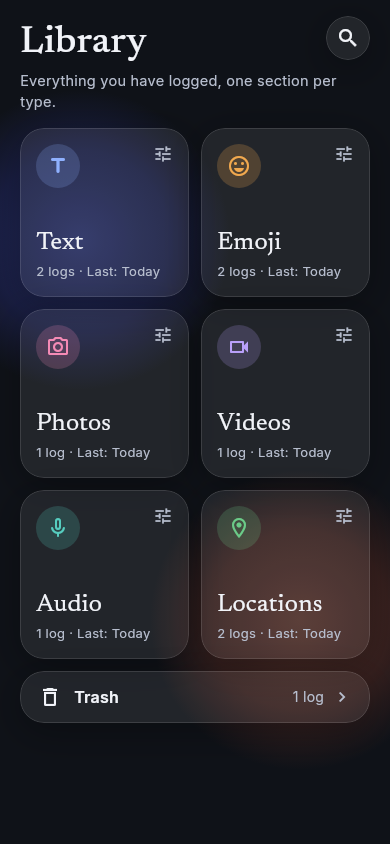 Library
Everything you have logged, one section per
type.
Text
2 logs · Last: Today
Emoji
2 logs · Last: Today
Photos
1 log · Last: Today
Videos
1 log · Last: Today
Audio
1 log · Last: Today
Locations
2 logs · Last: Today
Trash
1 log